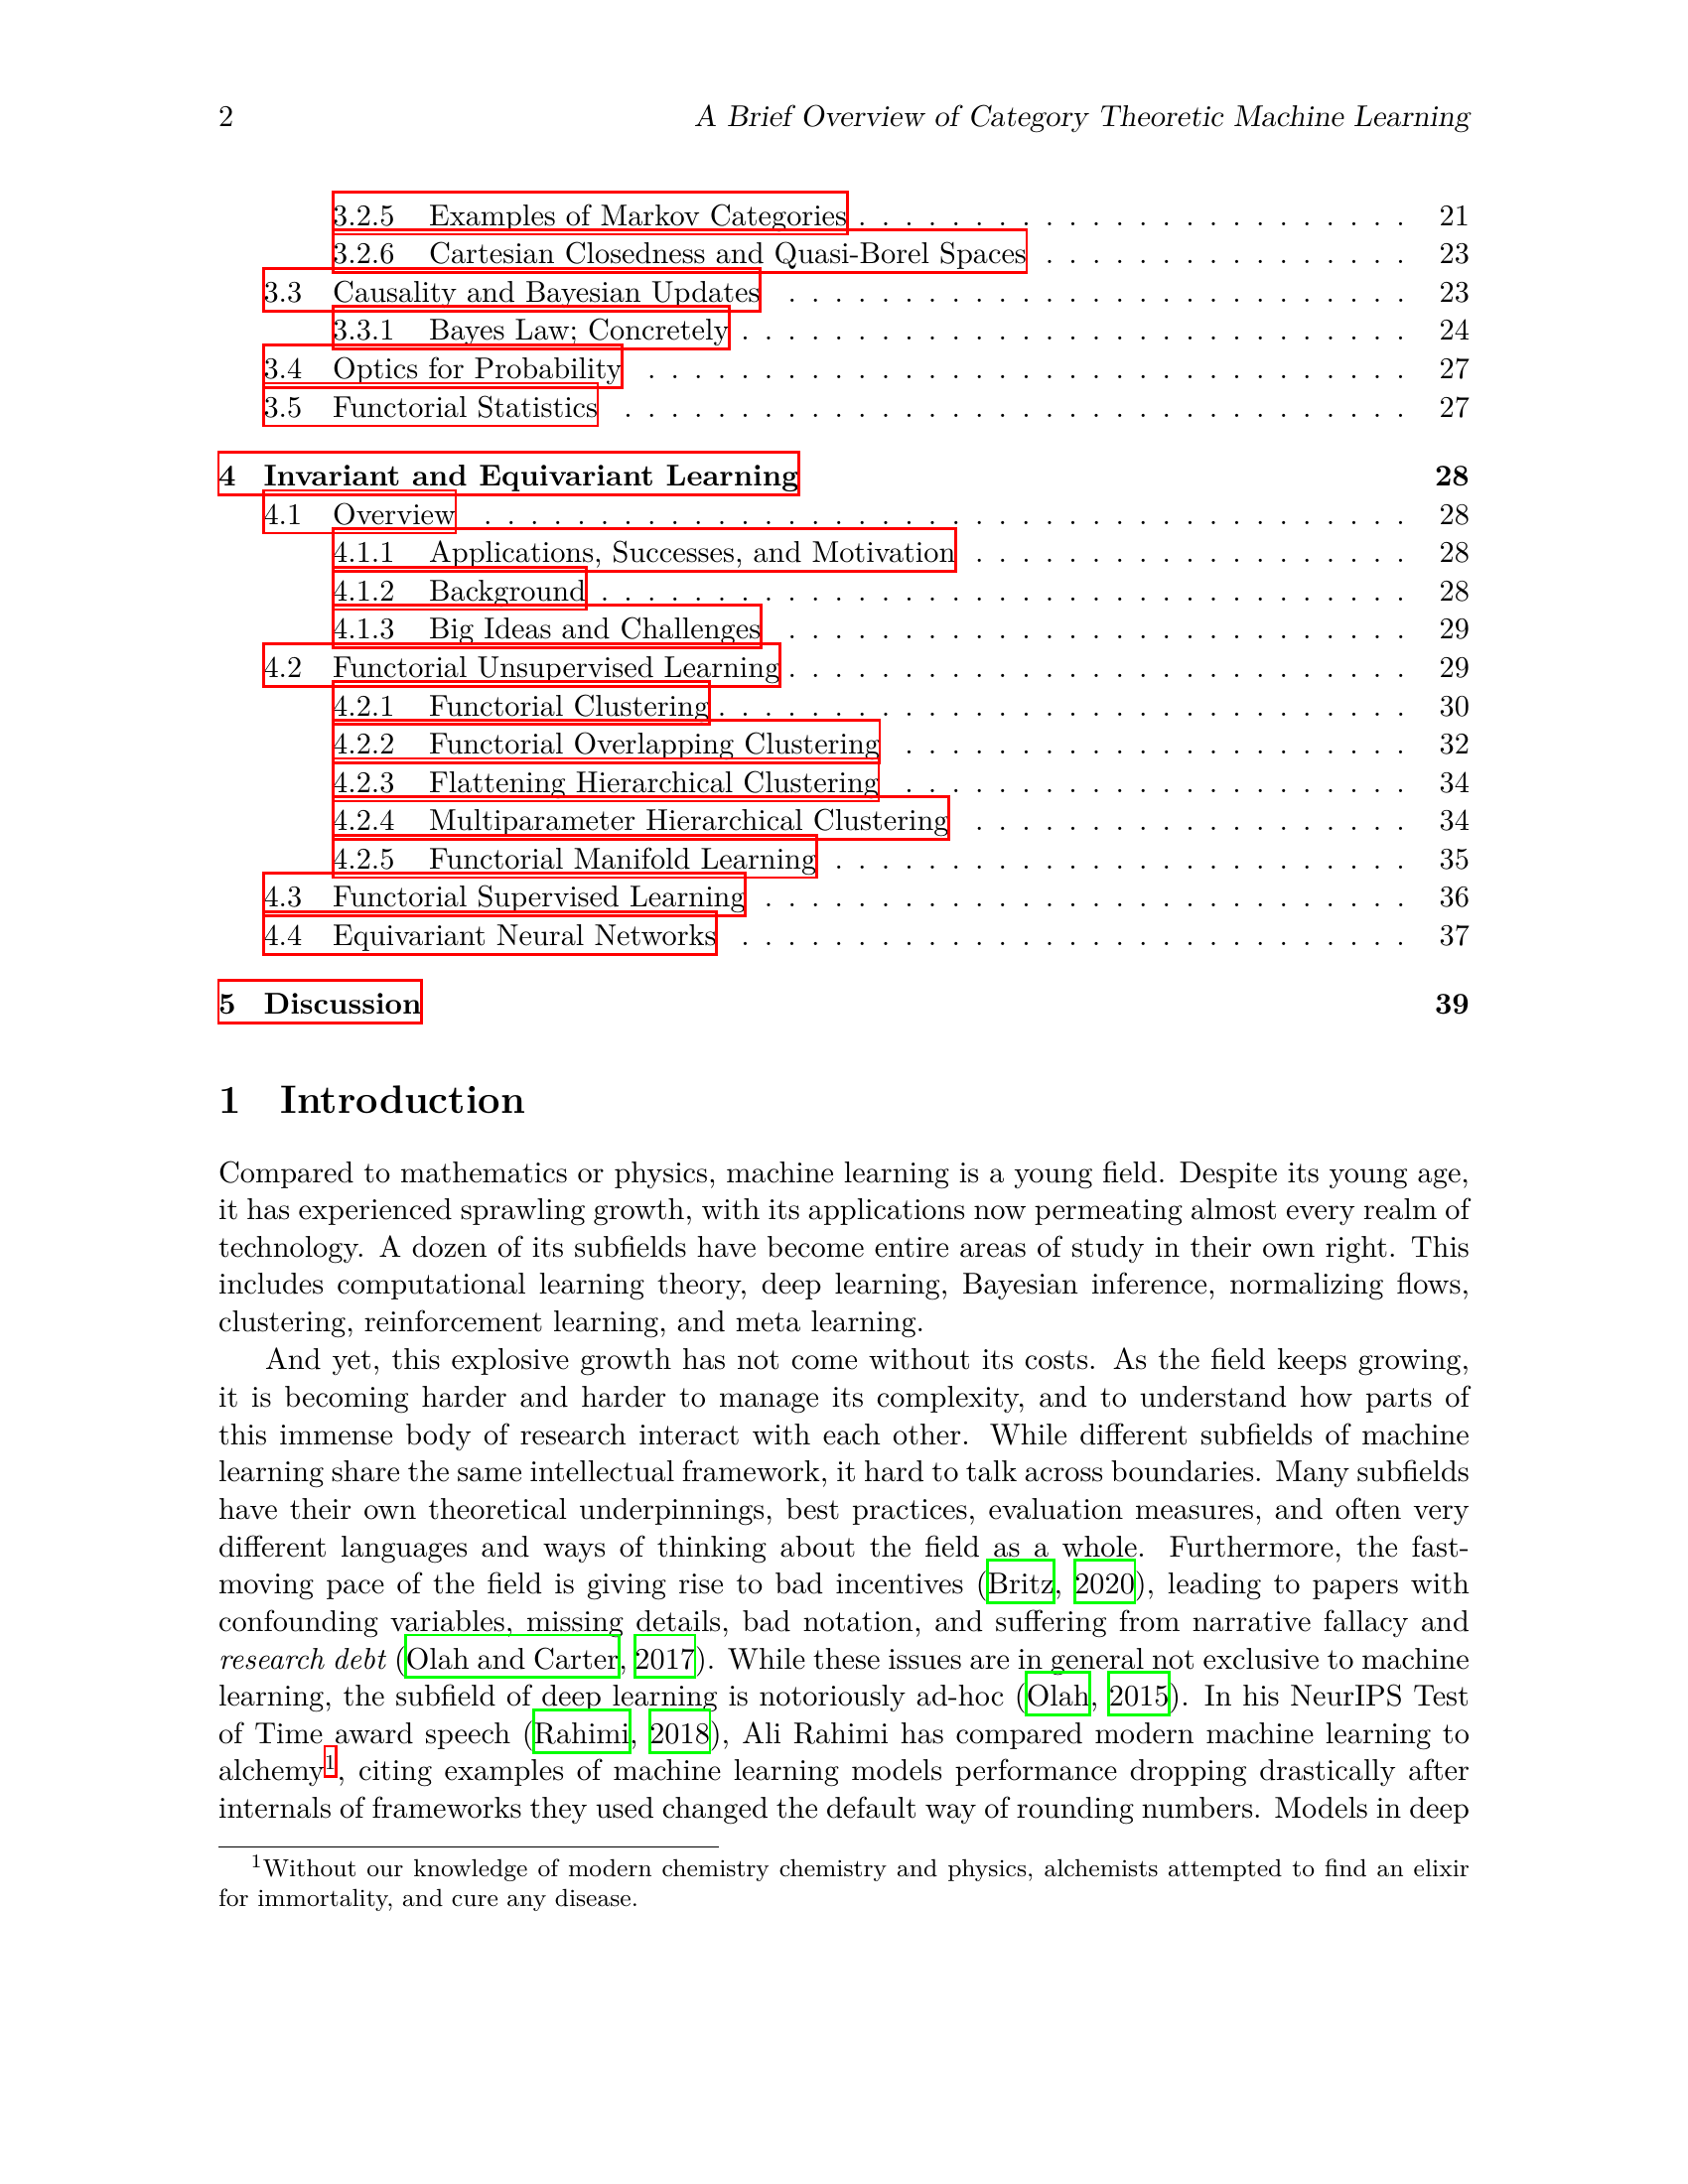 2 A Brief Overview of Category Theoretic Machine Learning
3.2.5 Examples of Markov Categories . . . . . . . . . . . . . . . . . . . . . . . . 21
3.2.6 Cartesian Closedness and Quasi-Borel Spaces . . . . . . . . . . . . . . . . 23
3.3 Causality and Bayesian Updates . . . . . . . . . . . . . . . . . . . . . . . . . . . 23
3.3.1 Bayes Law; Concretely . . . . . . . . . . . . . . . . . . . . . . . . . . . . . 24
3.4 Optics for Probability . . . . . . . . . . . . . . . . . . . . . . . . . . . . . . . . . 27
3.5 Functorial Statistics . . . . . . . . . . . . . . . . . . . . . . . . . . . . . . . . . . 27
4 Invariant and Equivariant Learning 28
4.1 Overview . . . . . . . . . . . . . . . . . . . . . . . . . . . . . . . . . . . . . . . . 28
4.1.1 Applications, Successes, and Motivation . . . . . . . . . . . . . . . . . . . 28
4.1.2 Background . . . . . . . . . . . . . . . . . . . . . . . . . . . . . . . . . . . 28
4.1.3 Big Ideas and Challenges . . . . . . . . . . . . . . . . . . . . . . . . . . . 29
4.2 Functorial Unsupervised Learning . . . . . . . . . . . . . . . . . . . . . . . . . . . 29
4.2.1 Functorial Clustering . . . . . . . . . . . . . . . . . . . . . . . . . . . . . . 30
4.2.2 Functorial Overlapping Clustering . . . . . . . . . . . . . . . . . . . . . . 32
4.2.3 Flattening Hierarchical Clustering . . . . . . . . . . . . . . . . . . . . . . 34
4.2.4 Multiparameter Hierarchical Clustering . . . . . . . . . . . . . . . . . . . 34
4.2.5 Functorial Manifold Learning . . . . . . . . . . . . . . . . . . . . . . . . . 35
4.3 Functorial Supervised Learning . . . . . . . . . . . . . . . . . . . . . . . . . . . . 36
4.4 Equivariant Neural Networks . . . . . . . . . . . . . . . . . . . . . . . . . . . . . 37
5 Discussion 39
1 Introduction
Compared to mathematics or physics, machine learning is a young field. Despite its young age,
it has experienced sprawling growth, with its applications now permeating almost every realm of
technology. A dozen of its subfields have become entire areas of study in their own right. This
includes computational learning theory, deep learning, Bayesian inference, normalizing flows,
clustering, reinforcement learning, and meta learning.
And yet, this explosive growth has not come without its costs. As the field keeps growing,
it is becoming harder and harder to manage its complexity, and to understand how parts of
this immense body of research interact with each other. While different subfields of machine
learning share the same intellectual framework, it hard to talk across boundaries. Many subfields
have their own theoretical underpinnings, best practices, evaluation measures, and often very
different languages and ways of thinking about the field as a whole. Furthermore, the fast-
moving pace of the field is giving rise to bad incentives (Britz, 2020), leading to papers with
confounding variables, missing details, bad notation, and suffering from narrative fallacy and
research debt (Olah and Carter, 2017). While these issues are in general not exclusive to machine
learning, the subfield of deep learning is notoriously ad-hoc (Olah, 2015). In his NeurIPS Test
of Time award speech (Rahimi, 2018), Ali Rahimi has compared modern machine learning to
alchemy1, citing examples of machine learning models performance dropping drastically after
internals of frameworks they used changed the default way of rounding numbers. Models in deep
1Without our knowledge of modern chemistry chemistry and physics, alchemists attempted to find an elixir
for immortality, and cure any disease.